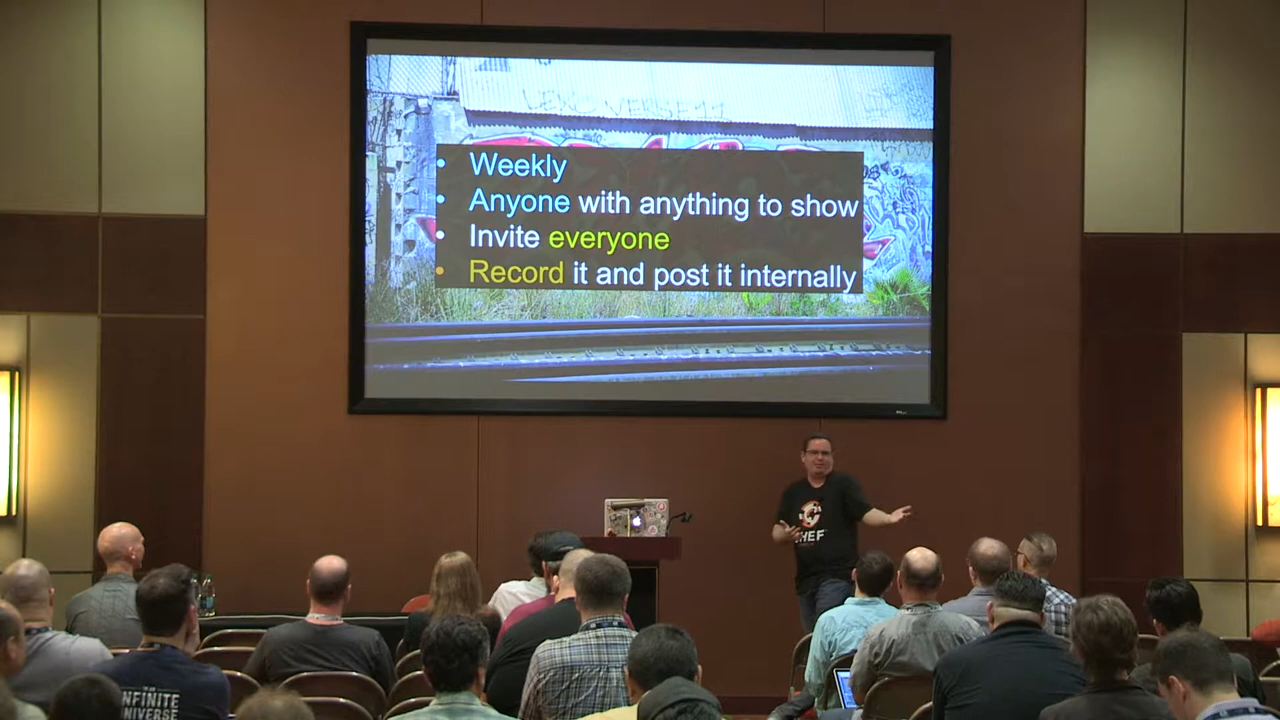 • Weekly
• Anyone with anything to show
• Invite everyone
• Record it and post it internally
CHEF
INFINITE
UNIVERSE